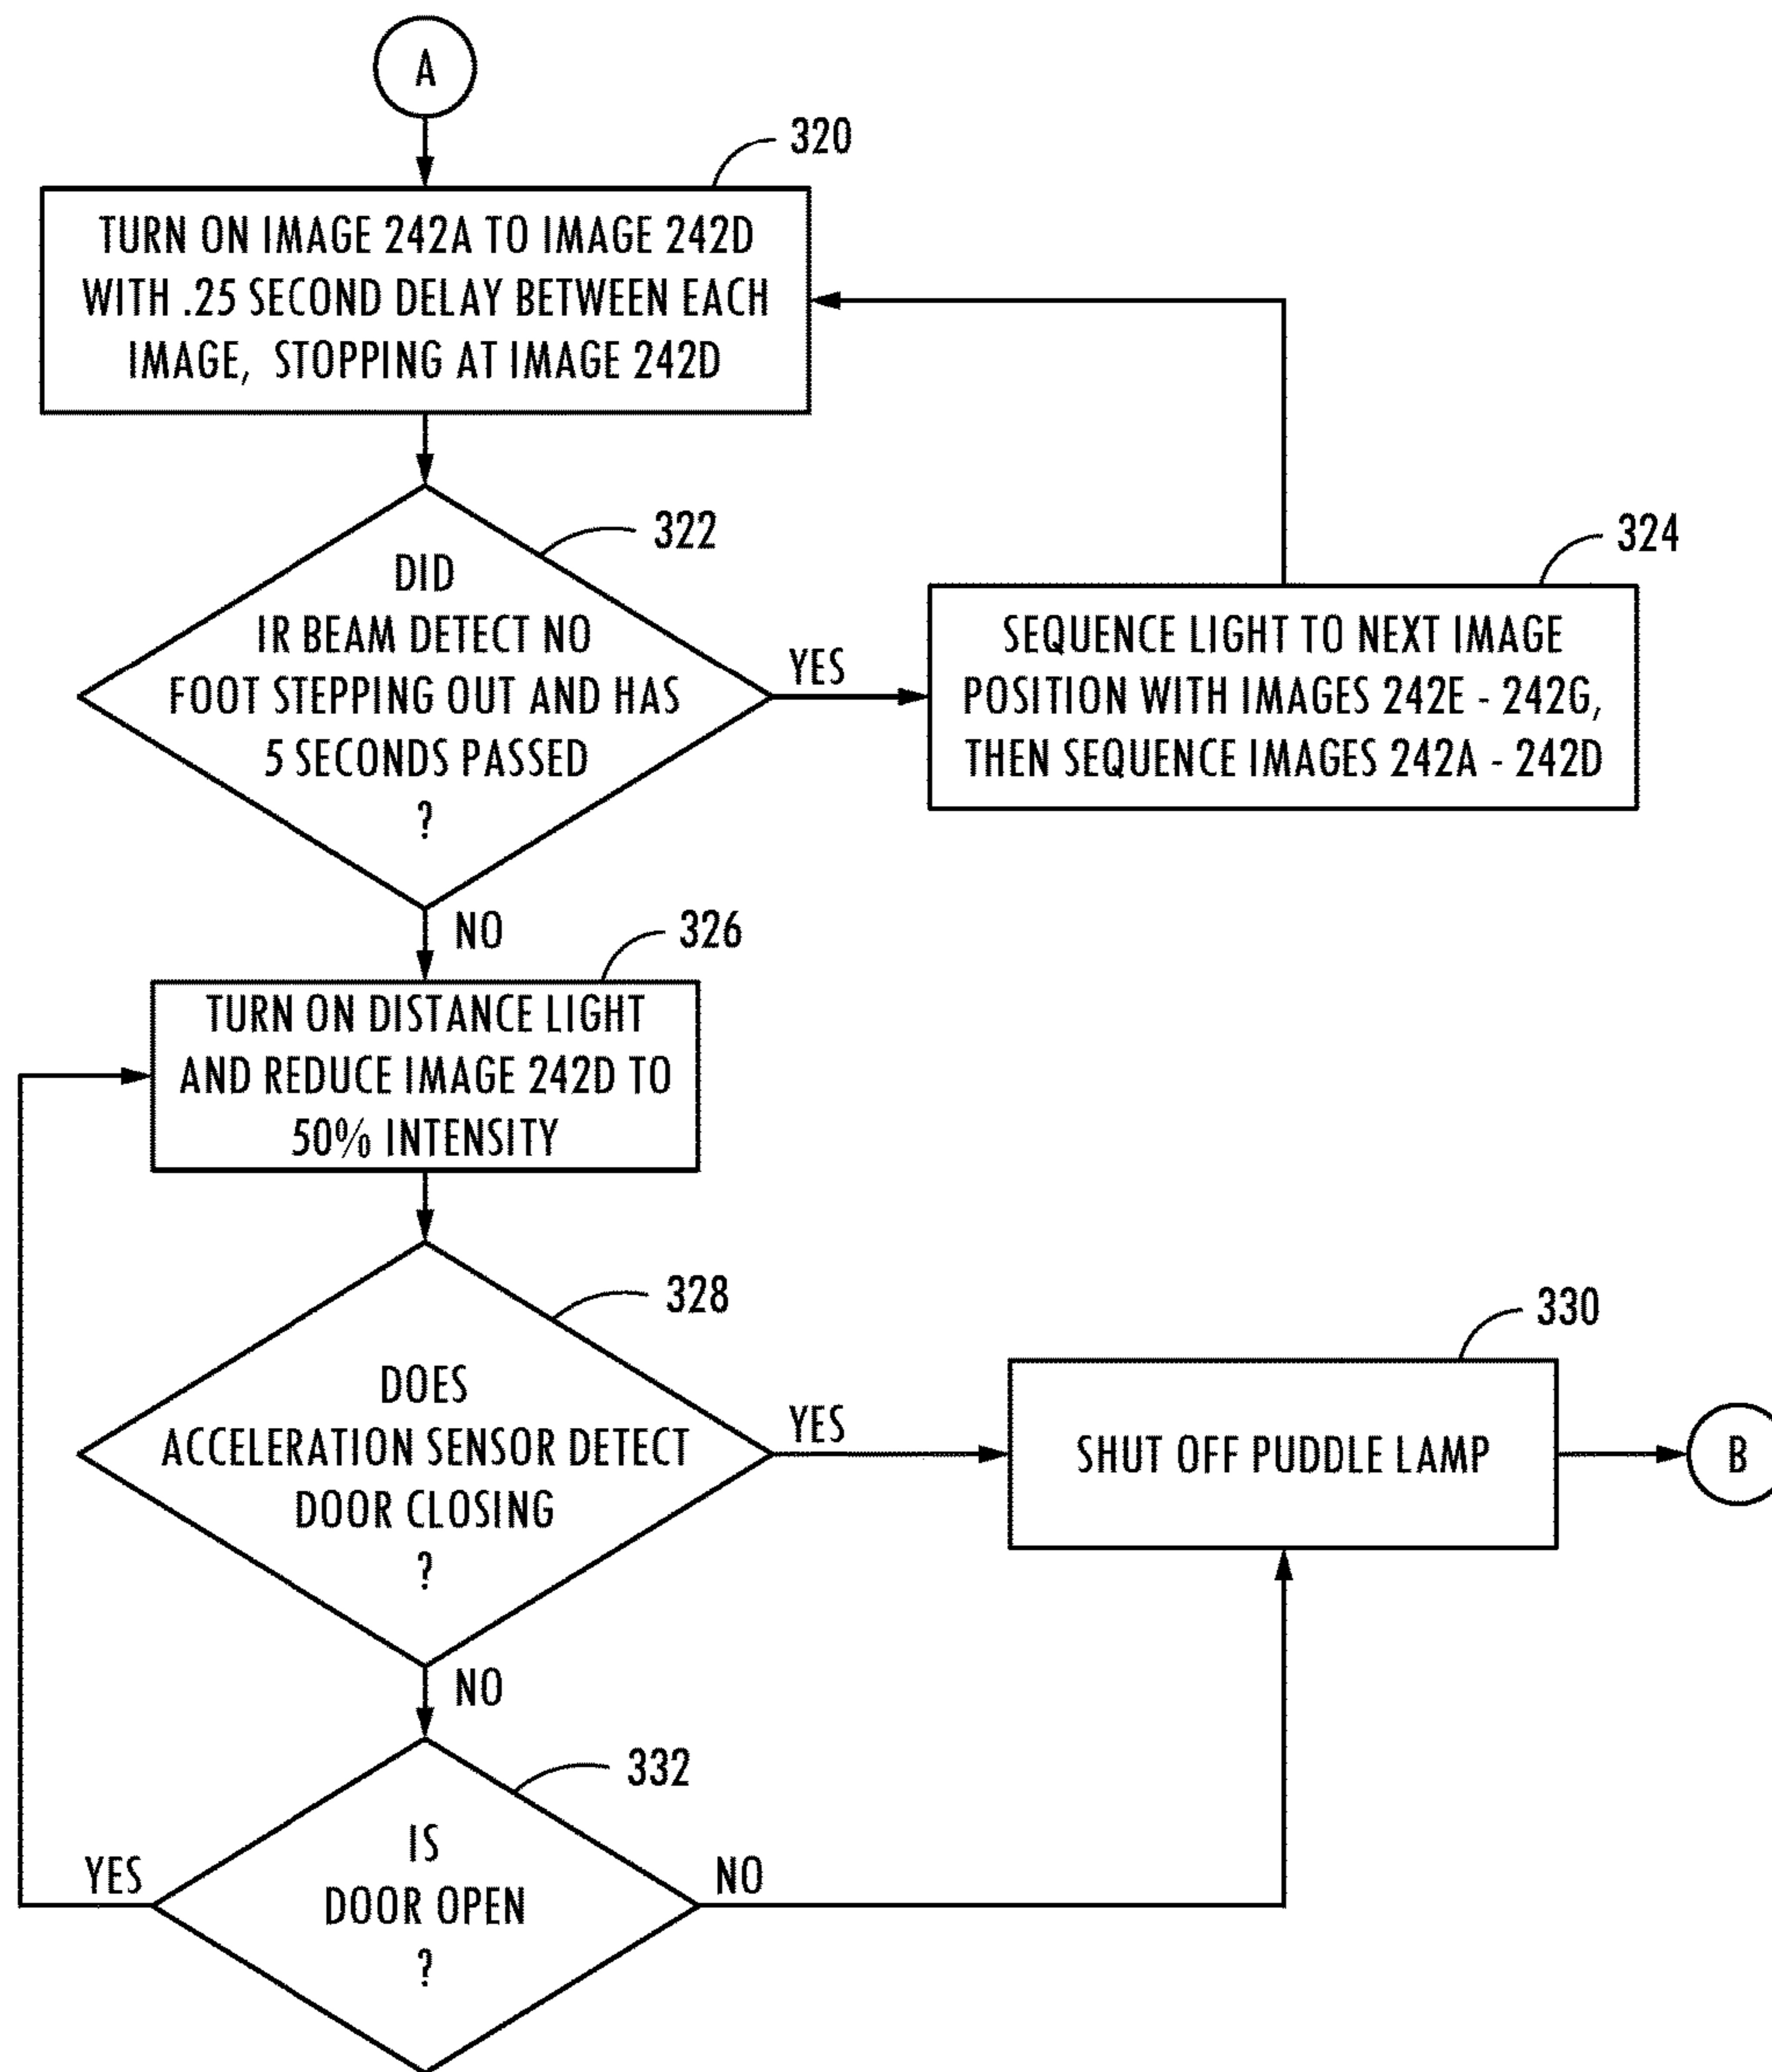 A
320
TURN ON IMAGE 242A TO IMAGE 242D
WITH .25 SECOND DELAY BETWEEN EACH
IMAGE, STOPPING AT IMAGE 242D
322
DID
IR BEAM DETECT NO
FOOT STEPPING OUT AND HAS
5 SECONDS PASSED
?
YES
324
SEQUENCE LIGHT TO NEXT IMAGE
POSITION WITH IMAGES 242E - 242G,
THEN SEQUENCE IMAGES 242A - 242D
NO
326
TURN ON DISTANCE LIGHT
AND REDUCE IMAGE 242D TO
50% INTENSITY
328
DOES
ACCELERATION SENSOR DETECT
DOOR CLOSING
?
YES
330
SHUT OFF PUDDLE LAMP
B
NO
332
IS
DOOR OPEN
?
YES
NO